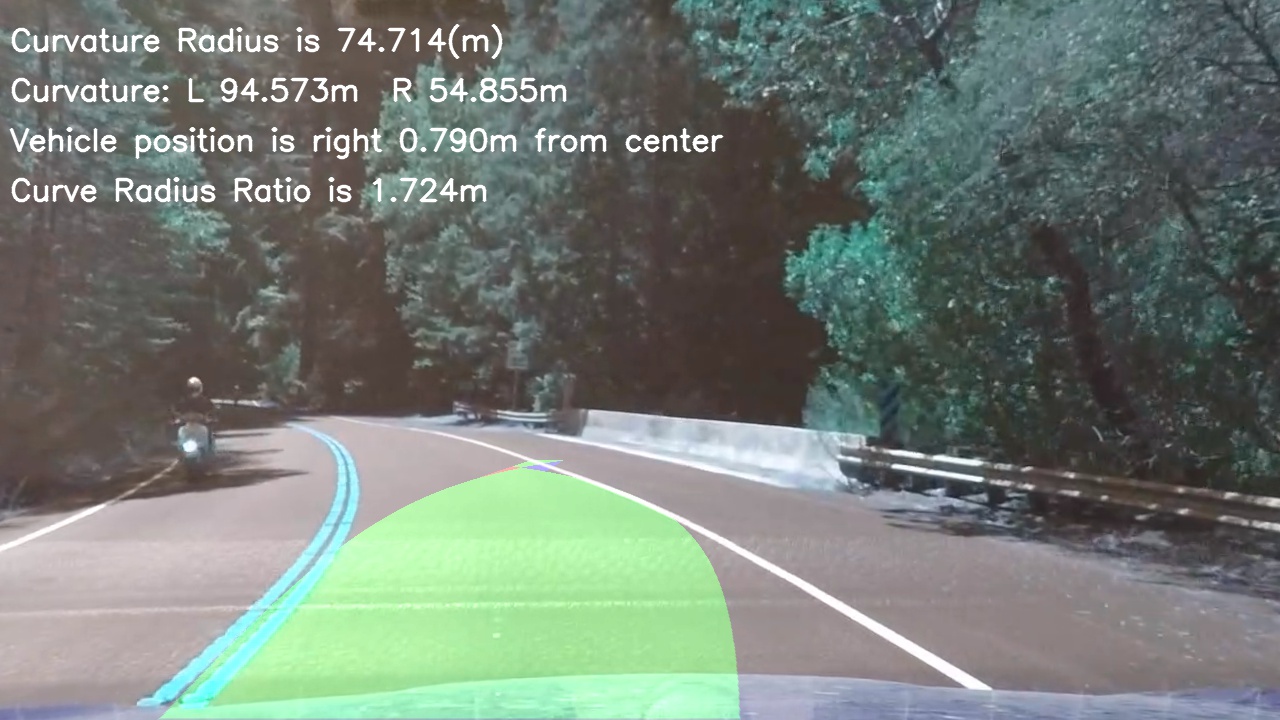 Curvature Radius is 74.714(m)
Curvature: L 94.573m R 54.855m
Vehicle position is right 0.790m from center
Curve Radius Ratio is 1.724m